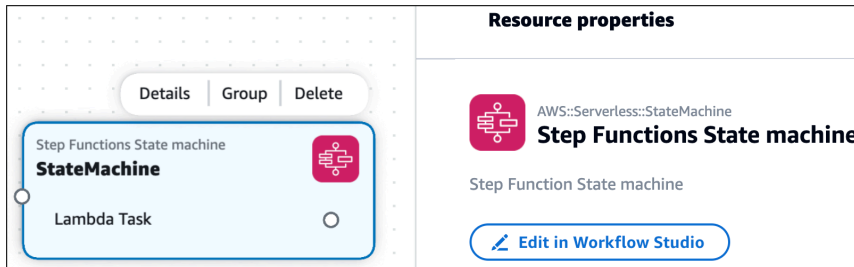 Resource properties
Details Group Delete
AWS::Serverless::StateMachine
Step Functions State machine
Step Functions State machine
StateMachine
Step Function State machine
Lambda Task
Edit in Workflow Studio